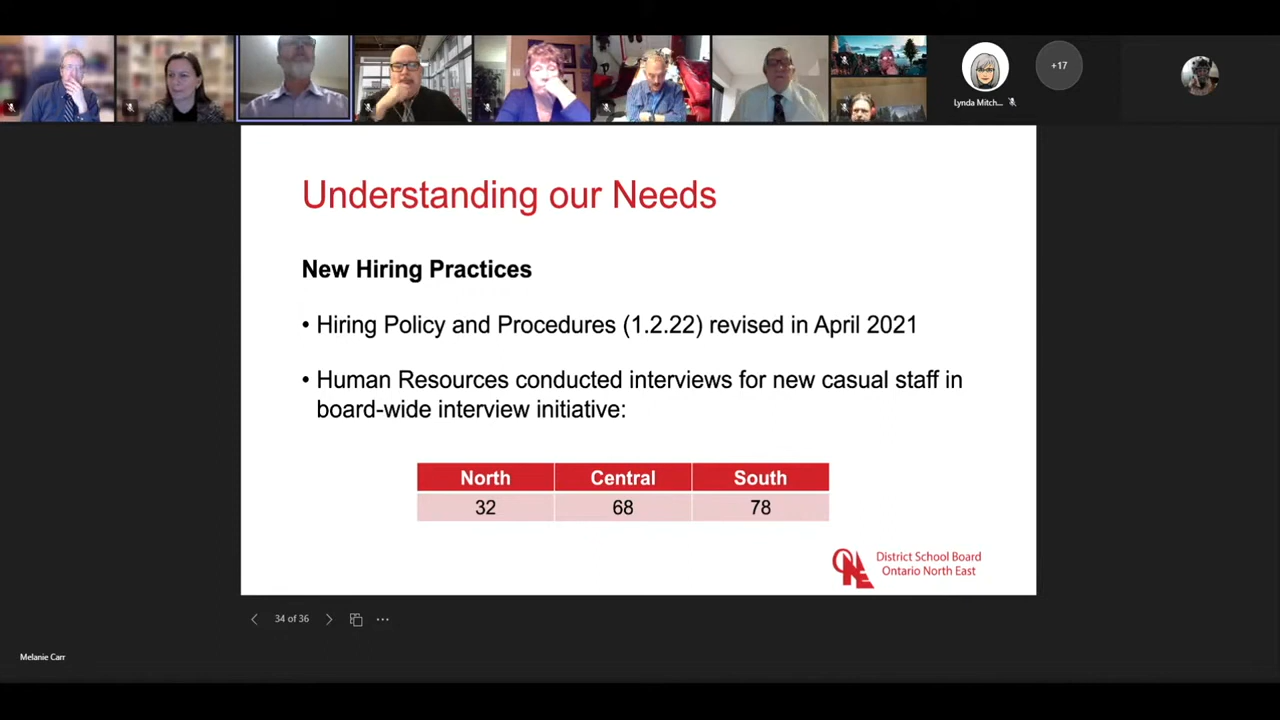 Lynda Mitch...
+17
Understanding our Needs
New Hiring Practices
• Hiring Policy and Procedures (1.2.22) revised in April 2021
• Human Resources conducted interviews for new casual staff in
board-wide interview initiative:
North Central South
32 68 78
ONE
District School Board
Ontario North East
34 of 36
Melanie Carr